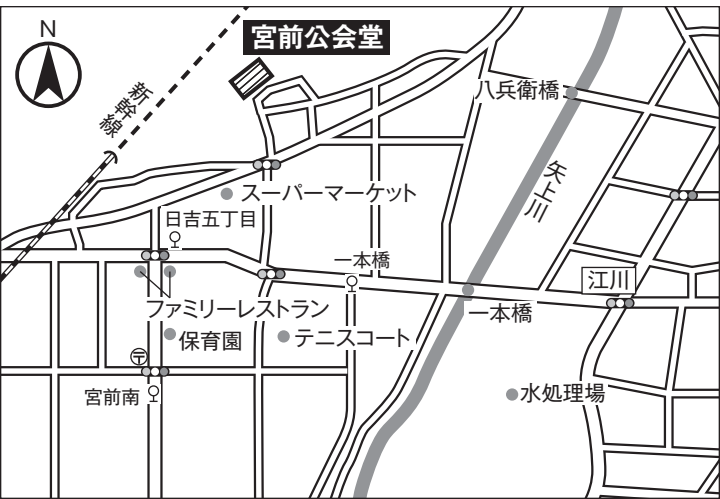 N
宮前公会堂
新幹線
八兵衛橋
矢上川
スーパーマーケット
日吉五丁目
一本橋
江川
ファミリーレストラン
一本橋
保育園
テニスコート
〒
宮前南
水処理場